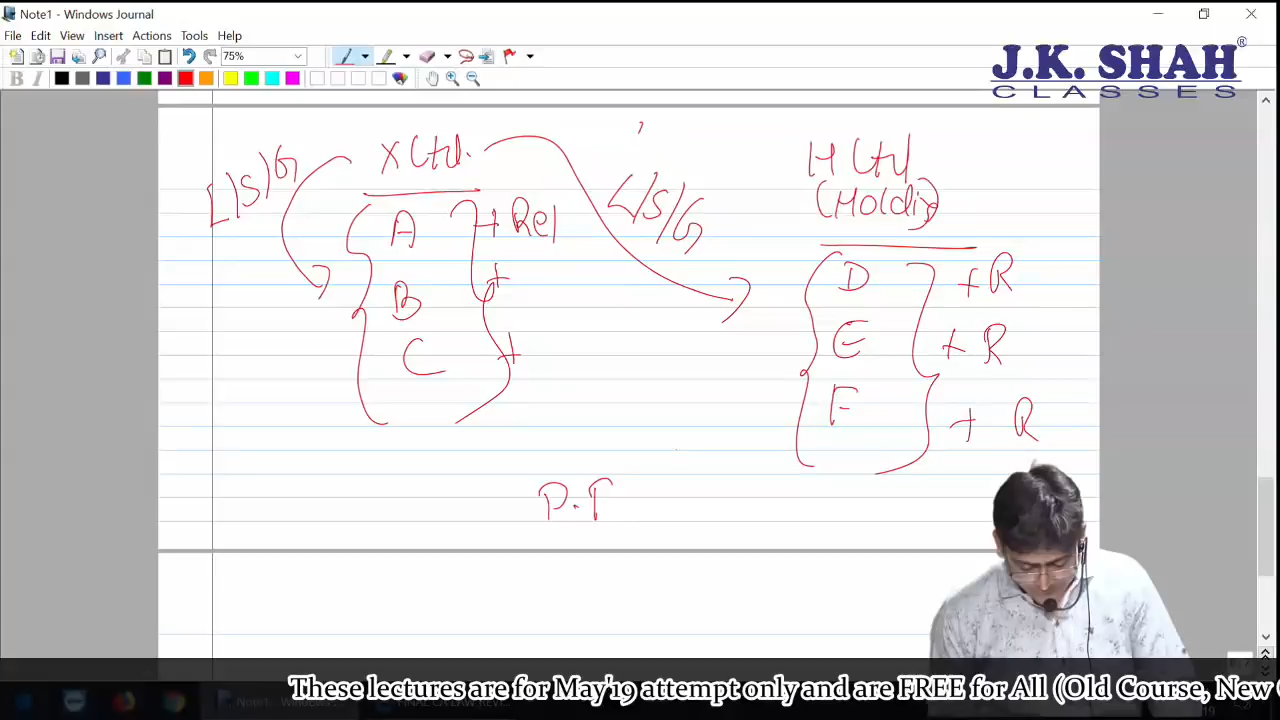 Note1 - Windows Journal
File Edit View Insert Actions Tools Help
75%
J.K. SHAH®
CLASSES
X Ltd.
H Ltd
(Holdi)
L/S/G
L/S/G
A + Rel
B +
C +
D + R
E + R
F + R
P.T
These lectures are for May'19 attempt only and are FREE for All (Old Course, New